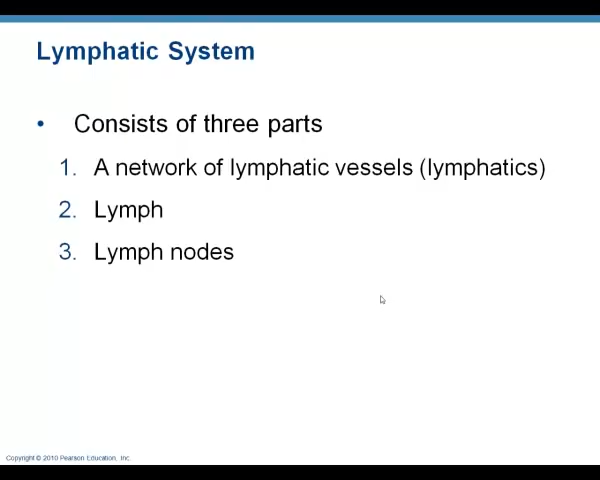 Lymphatic System
• Consists of three parts
1. A network of lymphatic vessels (lymphatics)
2. Lymph
3. Lymph nodes
Copyright © 2010 Pearson Education, Inc.